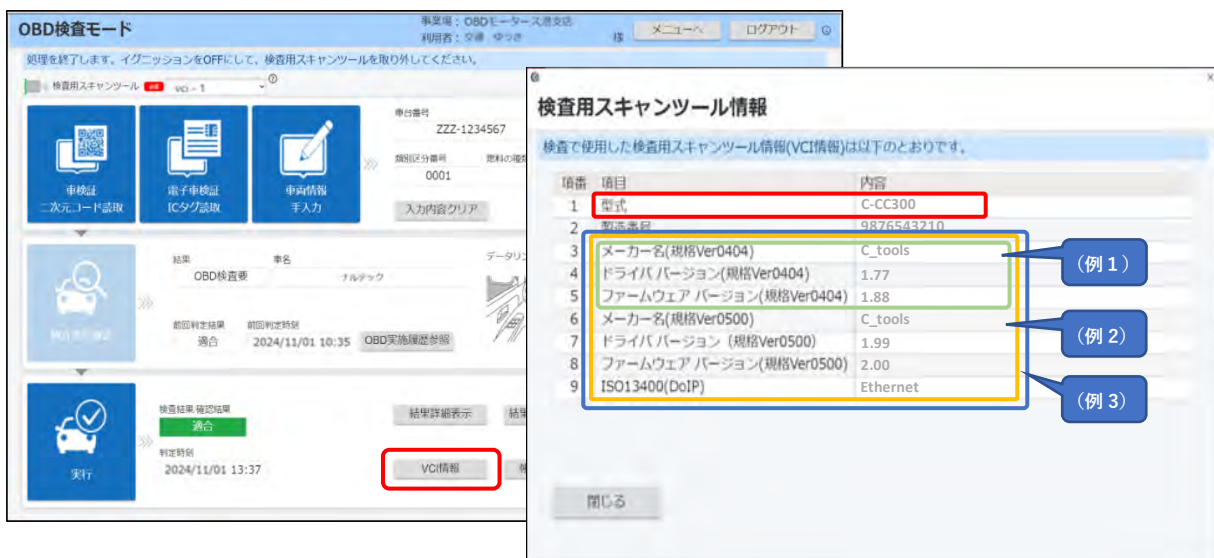 OBD検査モード
事業場：OBDモータース港支店
利用者：交通 ゆうき 様
メニューへ
ログアウト
処理を終了します。イグニッションをOFFにして、検査用スキャンツールを取り外してください。
検査用スキャンツール 必須 vci - 1
車検証
二次元コード読取
電子車検証
ICタグ読取
車両情報
手入力
車台番号
ZZZ-1234567
類別区分番号 燃料の種類
0001
入力内容クリア
結果 車名 データリン
OBD検査要 ナルテック
前回判定結果 前回判定時刻
適合 2024/11/01 10:35 OBD実施履歴参照
検査結果/確認結果
適合
結果詳細表示
結果
判定時刻
2024/11/01 13:37
VCI情報
実行
検査用スキャンツール情報
検査で使用した検査用スキャンツール情報(VCI情報)は以下のとおりです。
項番 項目 内容
1 型式 C-CC300
2 製造番号 9876543210
3 メーカー名(規格Ver0404) C_tools
4 ドライバ バージョン(規格Ver0404) 1.77
5 ファームウェア バージョン(規格Ver0404) 1.88
6 メーカー名(規格Ver0500) C_tools
7 ドライバ バージョン (規格Ver0500) 1.99
8 ファームウェア バージョン(規格Ver0500) 2.00
9 ISO13400(DoIP) Ethernet
（例１）
（例 2）
（例 3）
閉じる